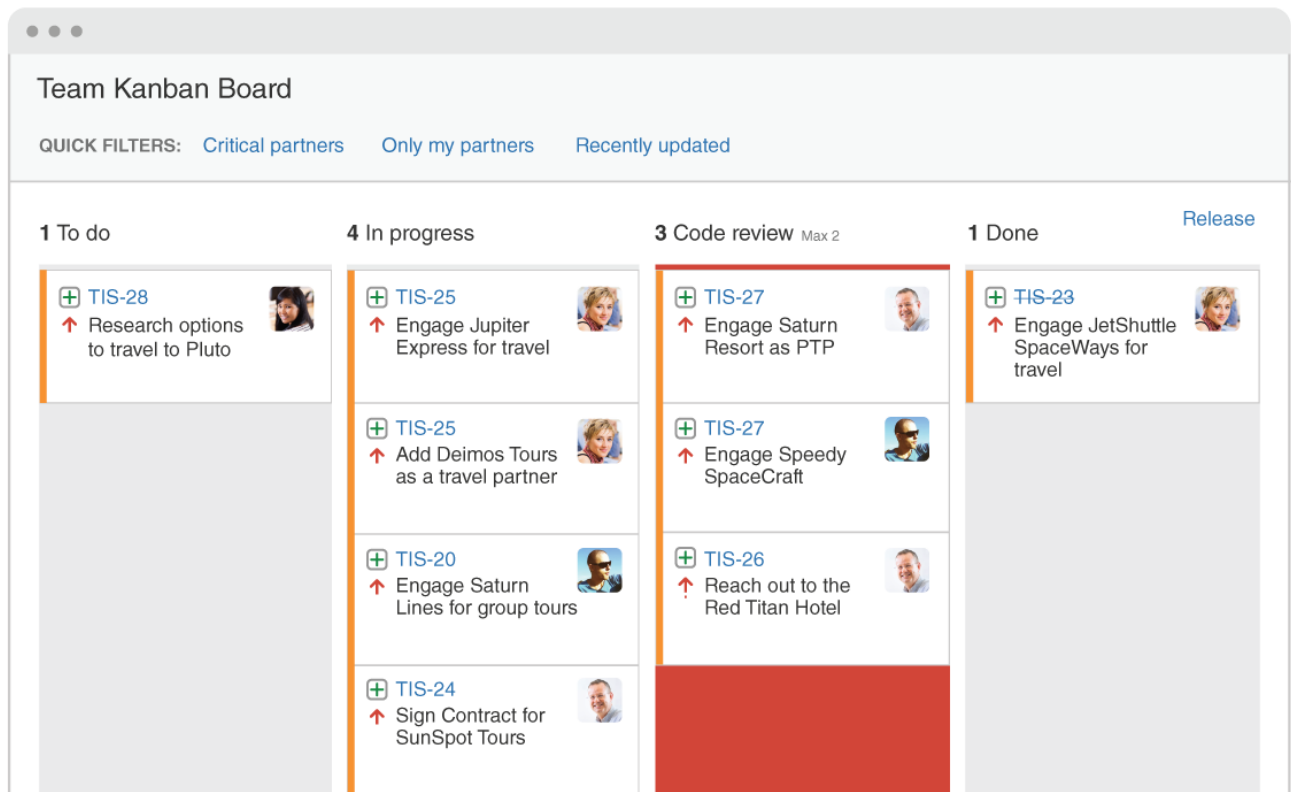 Team Kanban Board
QUICK FILTERS: Critical partners Only my partners Recently updated
Release
1 To do
TIS-28
Research options
to travel to Pluto
4 In progress
TIS-25
Engage Jupiter
Express for travel
TIS-25
Add Deimos Tours
as a travel partner
TIS-20
Engage Saturn
Lines for group tours
TIS-24
Sign Contract for
SunSpot Tours
3 Code review Max 2
TIS-27
Engage Saturn
Resort as PTP
TIS-27
Engage Speedy
SpaceCraft
TIS-26
Reach out to the
Red Titan Hotel
1 Done
TIS-23
Engage JetShuttle
SpaceWays for
travel